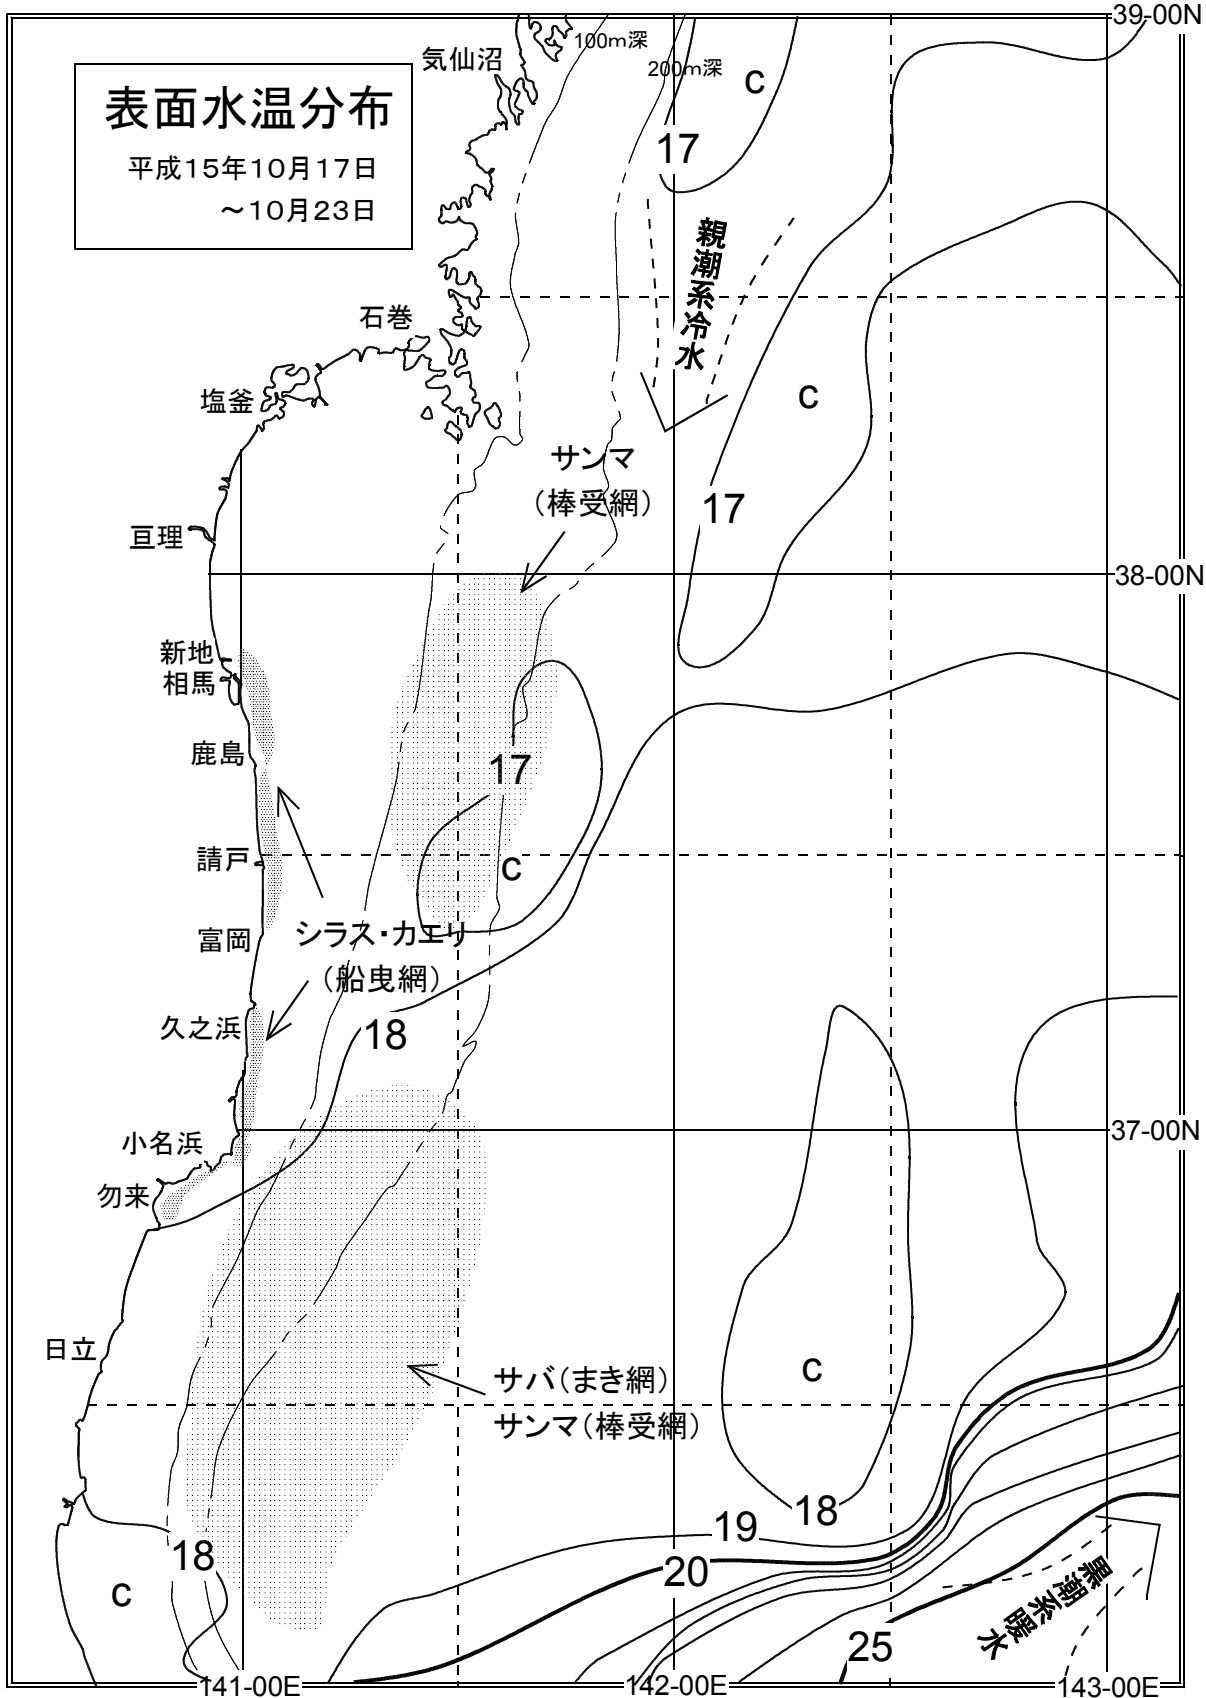 39-00N
100m深
気仙沼
200m深
C
表面水温分布
平成15年10月17日
～10月23日
17
親潮系冷水
石巻
塩釜
C
サンマ
（棒受網）
17
亘理
38-00N
新地
相馬
鹿島
17
請戸
C
富岡
シラス・カエリ
（船曳網）
久之浜
18
小名浜
37-00N
勿来
日立
C
サバ（まき網）
サンマ（棒受網）
18
19
18
20
C
黒潮系暖水
25
141-00E
142-00E
143-00E